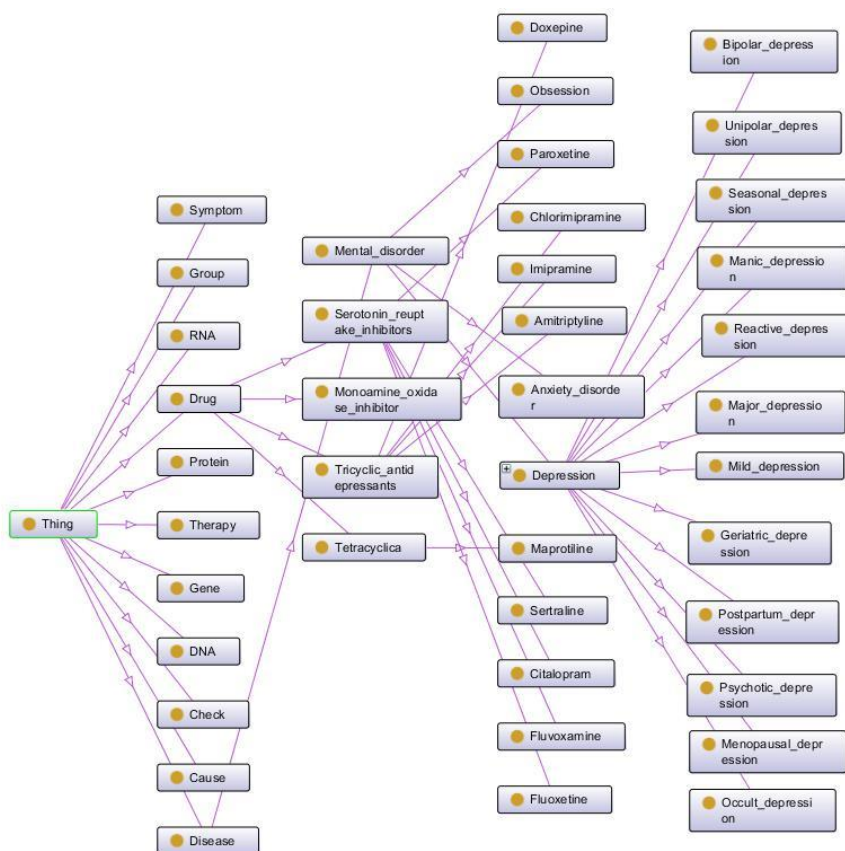 Thing
Symptom
Group
RNA
Drug
Protein
Therapy
Gene
DNA
Check
Cause
Disease
Mental_disorder
Serotonin_reupt
ake_inhibitors
Monoamine_oxida
se_inhibitor
Tricyclic_antid
epressants
Tetracyclica
Doxepine
Obsession
Paroxetine
Chlorimipramine
Imipramine
Amitriptyline
Anxiety_disorde
r
Depression
Maprotiline
Sertraline
Citalopram
Fluvoxamine
Fluoxetine
Bipolar_depress
ion
Unipolar_depres
sion
Seasonal_depres
sion
Manic_depressio
n
Reactive_depres
sion
Major_depressio
n
Mild_depression
Geriatric_depre
ssion
Postpartum_depr
ession
Psychotic_depre
ssion
Menopausal_depr
ession
Occult_depressi
on